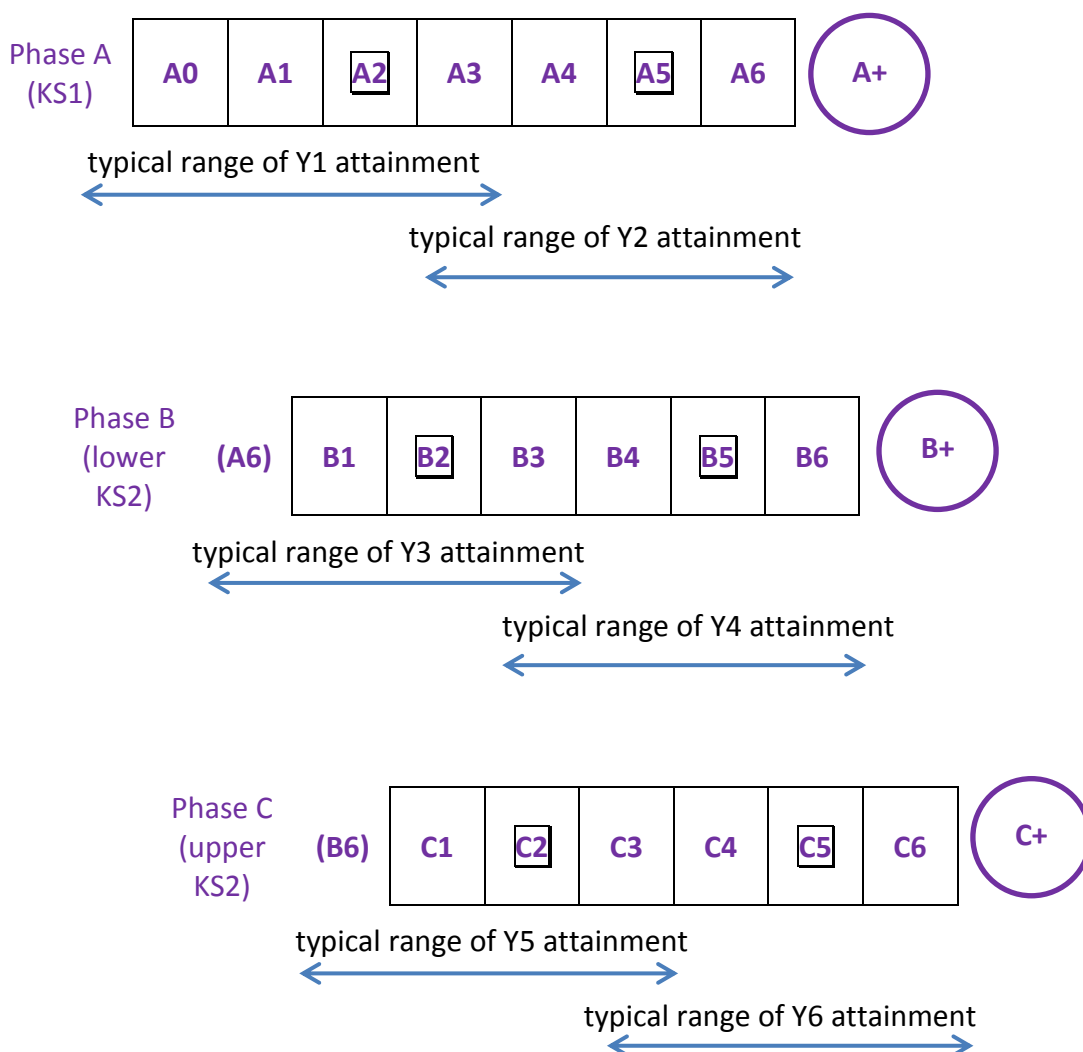 Phase A
(KS1)
A0 A1 A2 A3 A4 A5 A6 A+
typical range of Y1 attainment
typical range of Y2 attainment
Phase B
(lower
KS2)
(A6) B1 B2 B3 B4 B5 B6 B+
typical range of Y3 attainment
typical range of Y4 attainment
Phase C
(upper
KS2)
(B6) C1 C2 C3 C4 C5 C6 C+
typical range of Y5 attainment
typical range of Y6 attainment